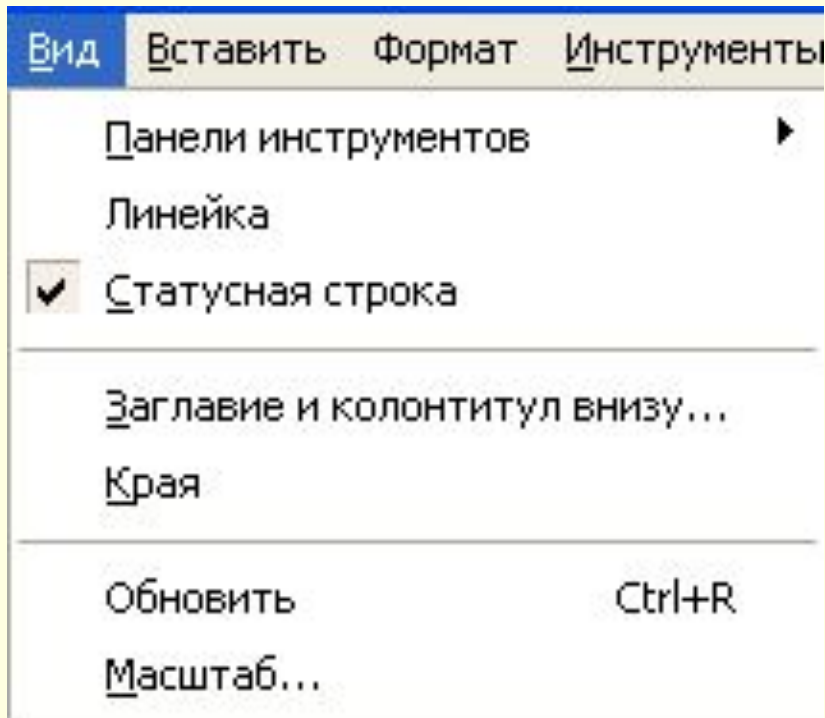 Вид Вставить Формат Инструменты
Панели инструментов
Линейка
Статусная строка
Заглавие и колонтитул внизу...
Края
Обновить Ctrl+R
Масштаб...